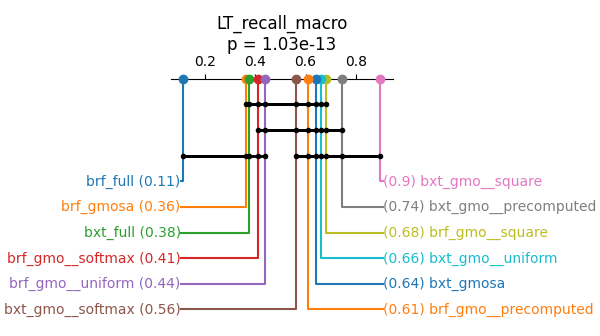 LT_recall_macro
p = 1.03e-13
0.2 0.4 0.6 0.8
brf_full (0.11) (0.9) bxt_gmo__square
brf_gmosa (0.36) (0.74) bxt_gmo__precomputed
bxt_full (0.38) (0.68) brf_gmo__square
brf_gmo__softmax (0.41) (0.66) bxt_gmo__uniform
brf_gmo__uniform (0.44) (0.64) bxt_gmosa
bxt_gmo__softmax (0.56) (0.61) brf_gmo__precomputed